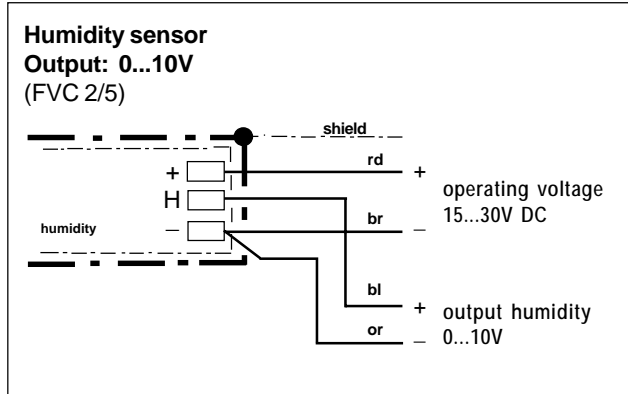 Humidity sensor
Output: 0...10V
(FVC 2/5)
shield
rd
+
+
operating voltage
15...30V DC
H
humidity
–
br
–
bl
+
output humidity
0...10V
or
–